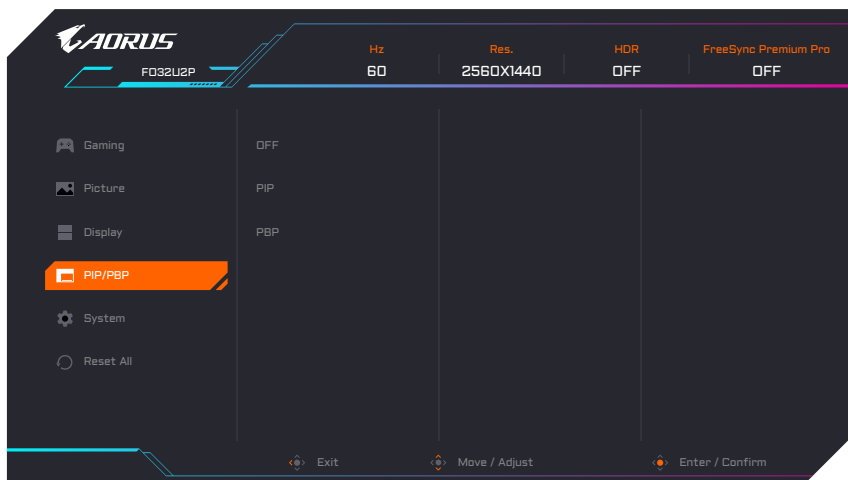 AORUS
FO32U2P
Hz
Res.
HDR
FreeSync Premium Pro
60
2560X1440
OFF
OFF
Gaming
OFF
Picture
PIP
Display
PBP
PIP/PBP
System
Reset All
Exit
Move / Adjust
Enter / Confirm